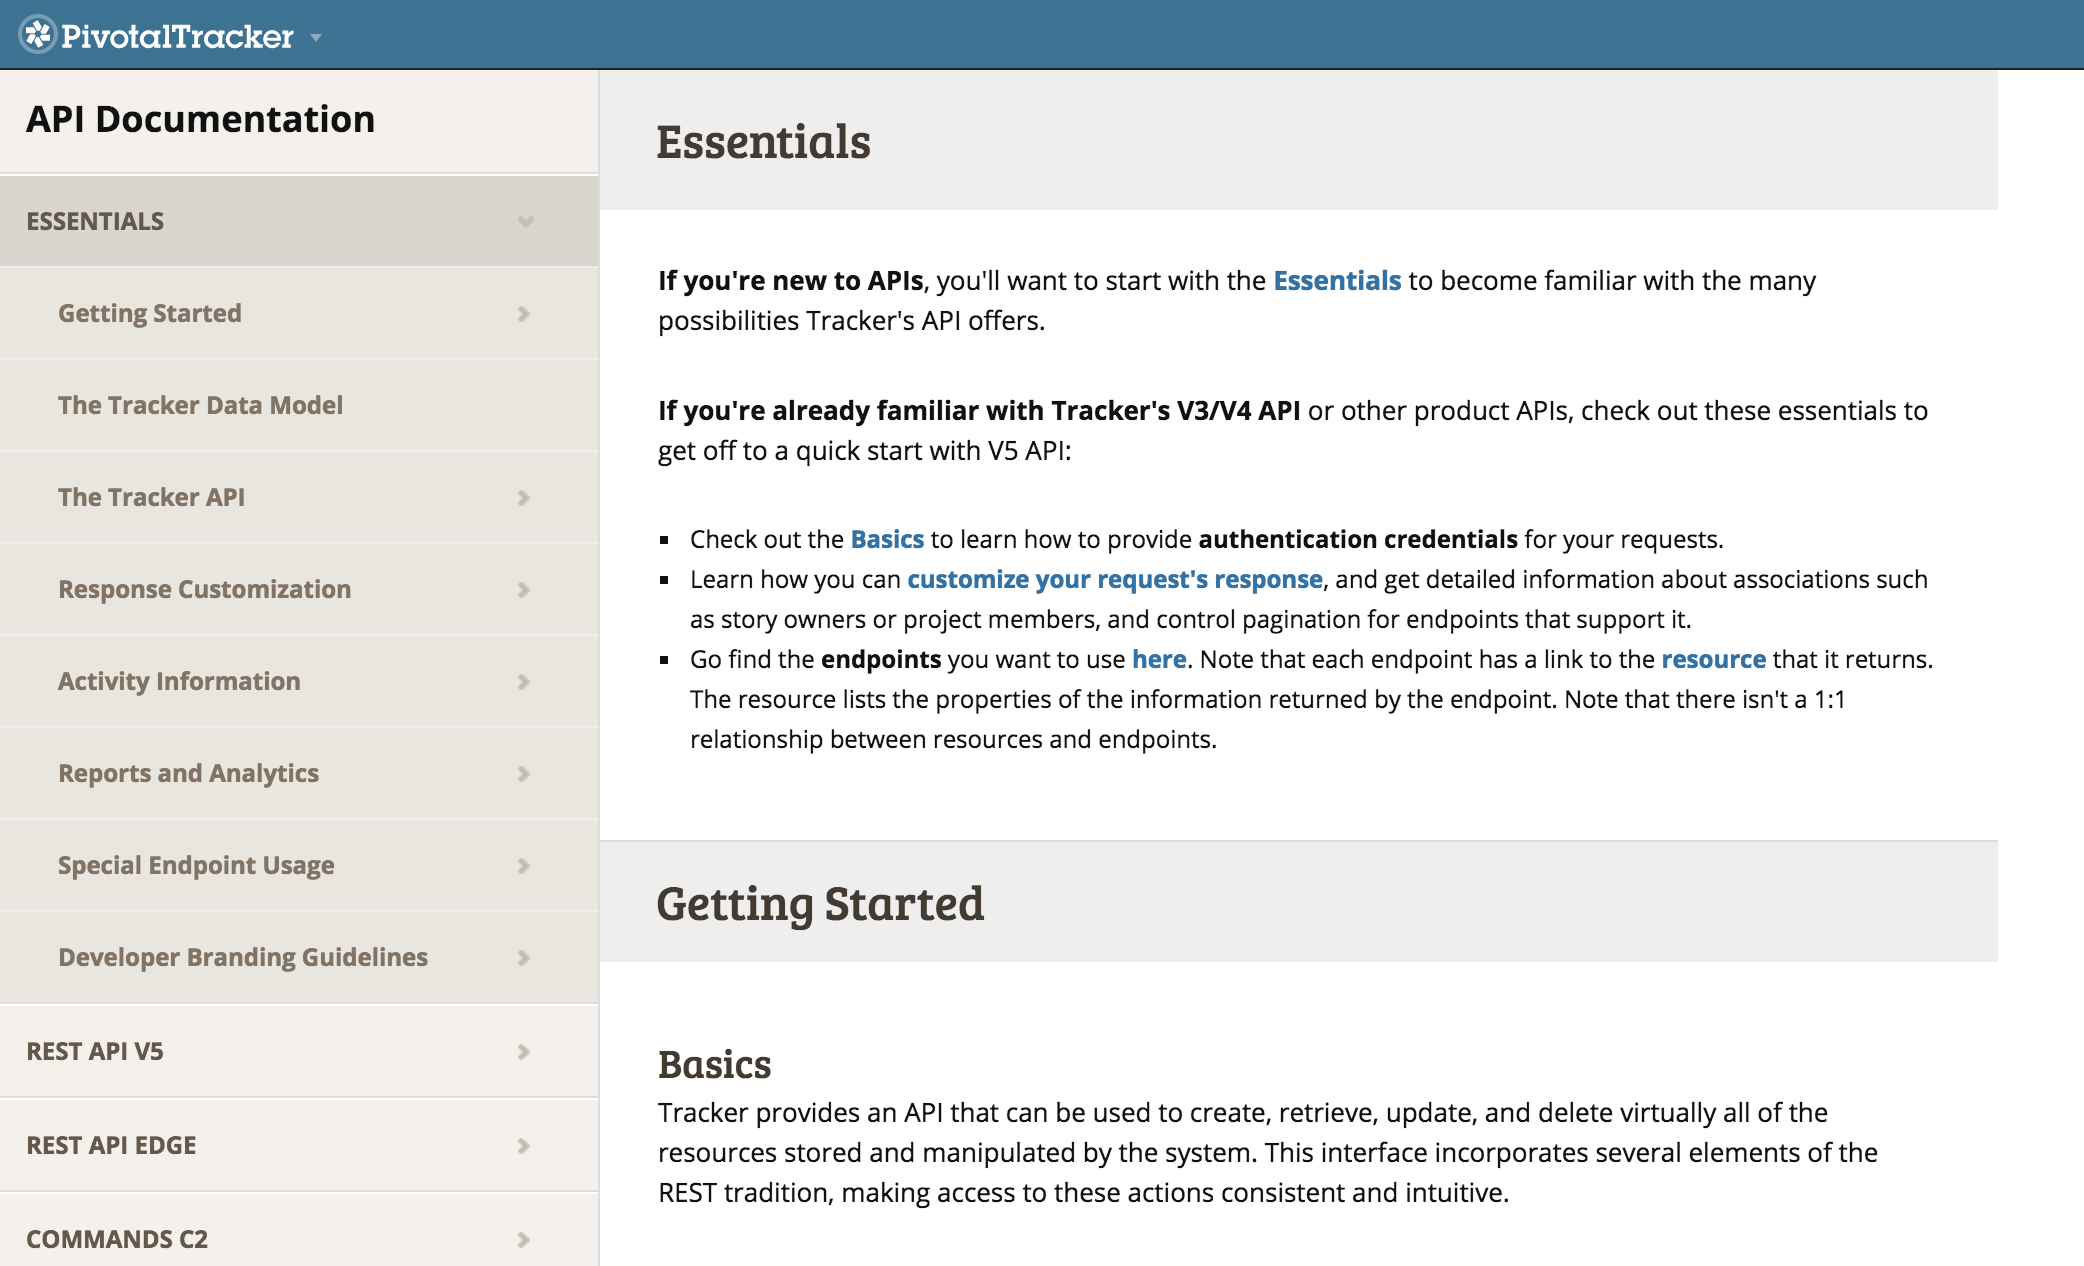 PivotalTracker
API Documentation
ESSENTIALS
Getting Started
The Tracker Data Model
The Tracker API
Response Customization
Activity Information
Reports and Analytics
Special Endpoint Usage
Developer Branding Guidelines
REST API V5
REST API EDGE
COMMANDS C2
Essentials
If you're new to APIs, you'll want to start with the Essentials to become familiar with the many
possibilities Tracker's API offers.
If you're already familiar with Tracker's V3/V4 API or other product APIs, check out these essentials to
get off to a quick start with V5 API:
▪ Check out the Basics to learn how to provide authentication credentials for your requests.
▪ Learn how you can customize your request's response, and get detailed information about associations such
as story owners or project members, and control pagination for endpoints that support it.
▪ Go find the endpoints you want to use here. Note that each endpoint has a link to the resource that it returns.
The resource lists the properties of the information returned by the endpoint. Note that there isn't a 1:1
relationship between resources and endpoints.
Getting Started
Basics
Tracker provides an API that can be used to create, retrieve, update, and delete virtually all of the
resources stored and manipulated by the system. This interface incorporates several elements of the
REST tradition, making access to these actions consistent and intuitive.